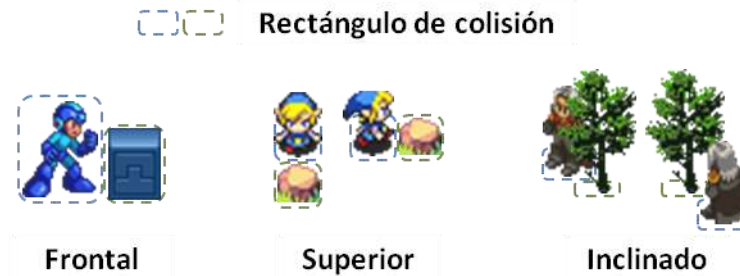 Rectángulo de colisión
Frontal
Superior
Inclinado